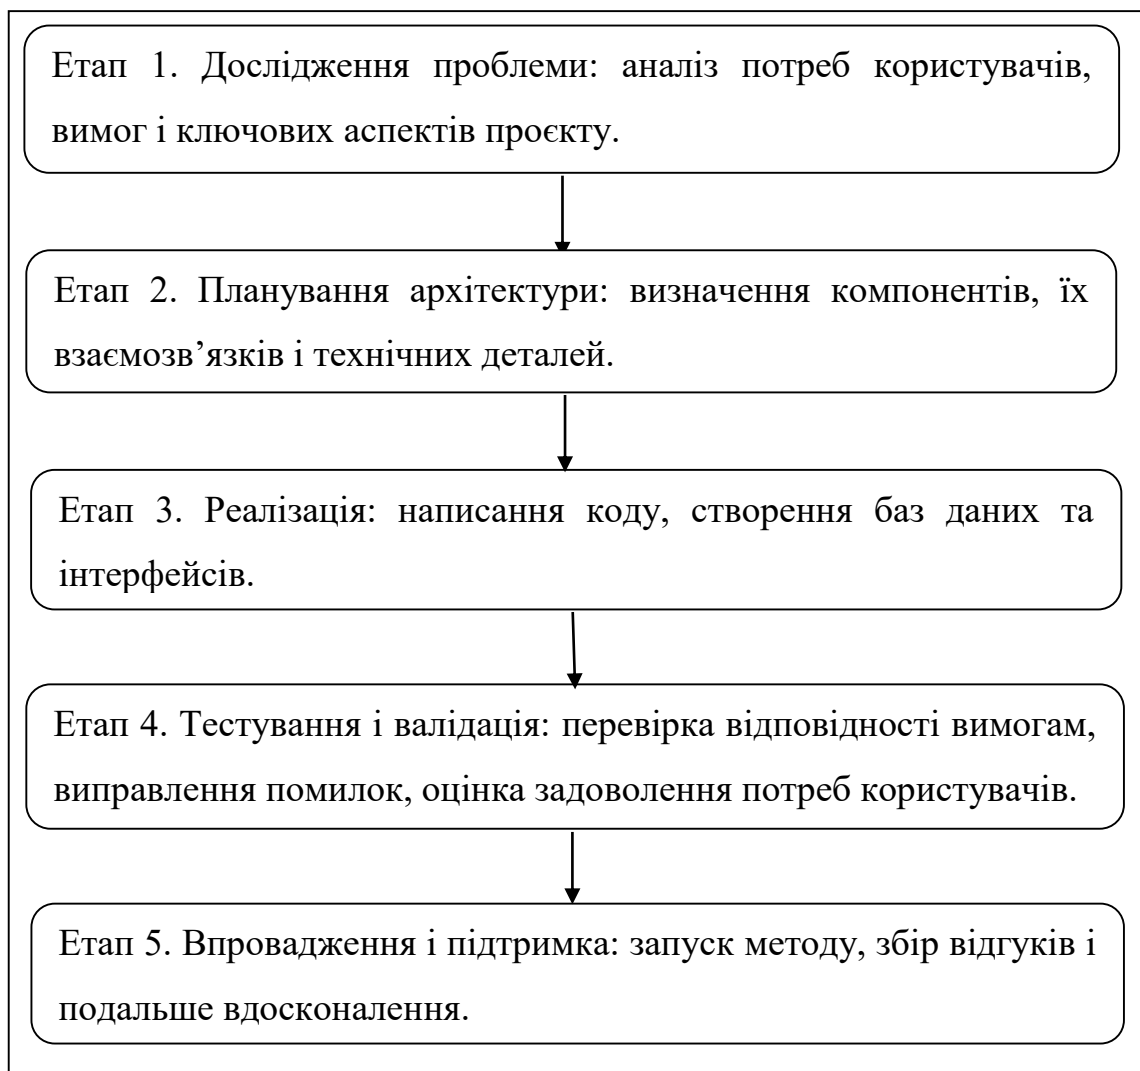 Етап 1. Дослідження проблеми: аналіз потреб користувачів,
вимог і ключових аспектів проєкту.
Етап 2. Планування архітектури: визначення компонентів, їх
взаємозв’язків і технічних деталей.
Етап 3. Реалізація: написання коду, створення баз даних та
інтерфейсів.
Етап 4. Тестування і валідація: перевірка відповідності вимогам,
виправлення помилок, оцінка задоволення потреб користувачів.
Етап 5. Впровадження і підтримка: запуск методу, збір відгуків і
подальше вдосконалення.